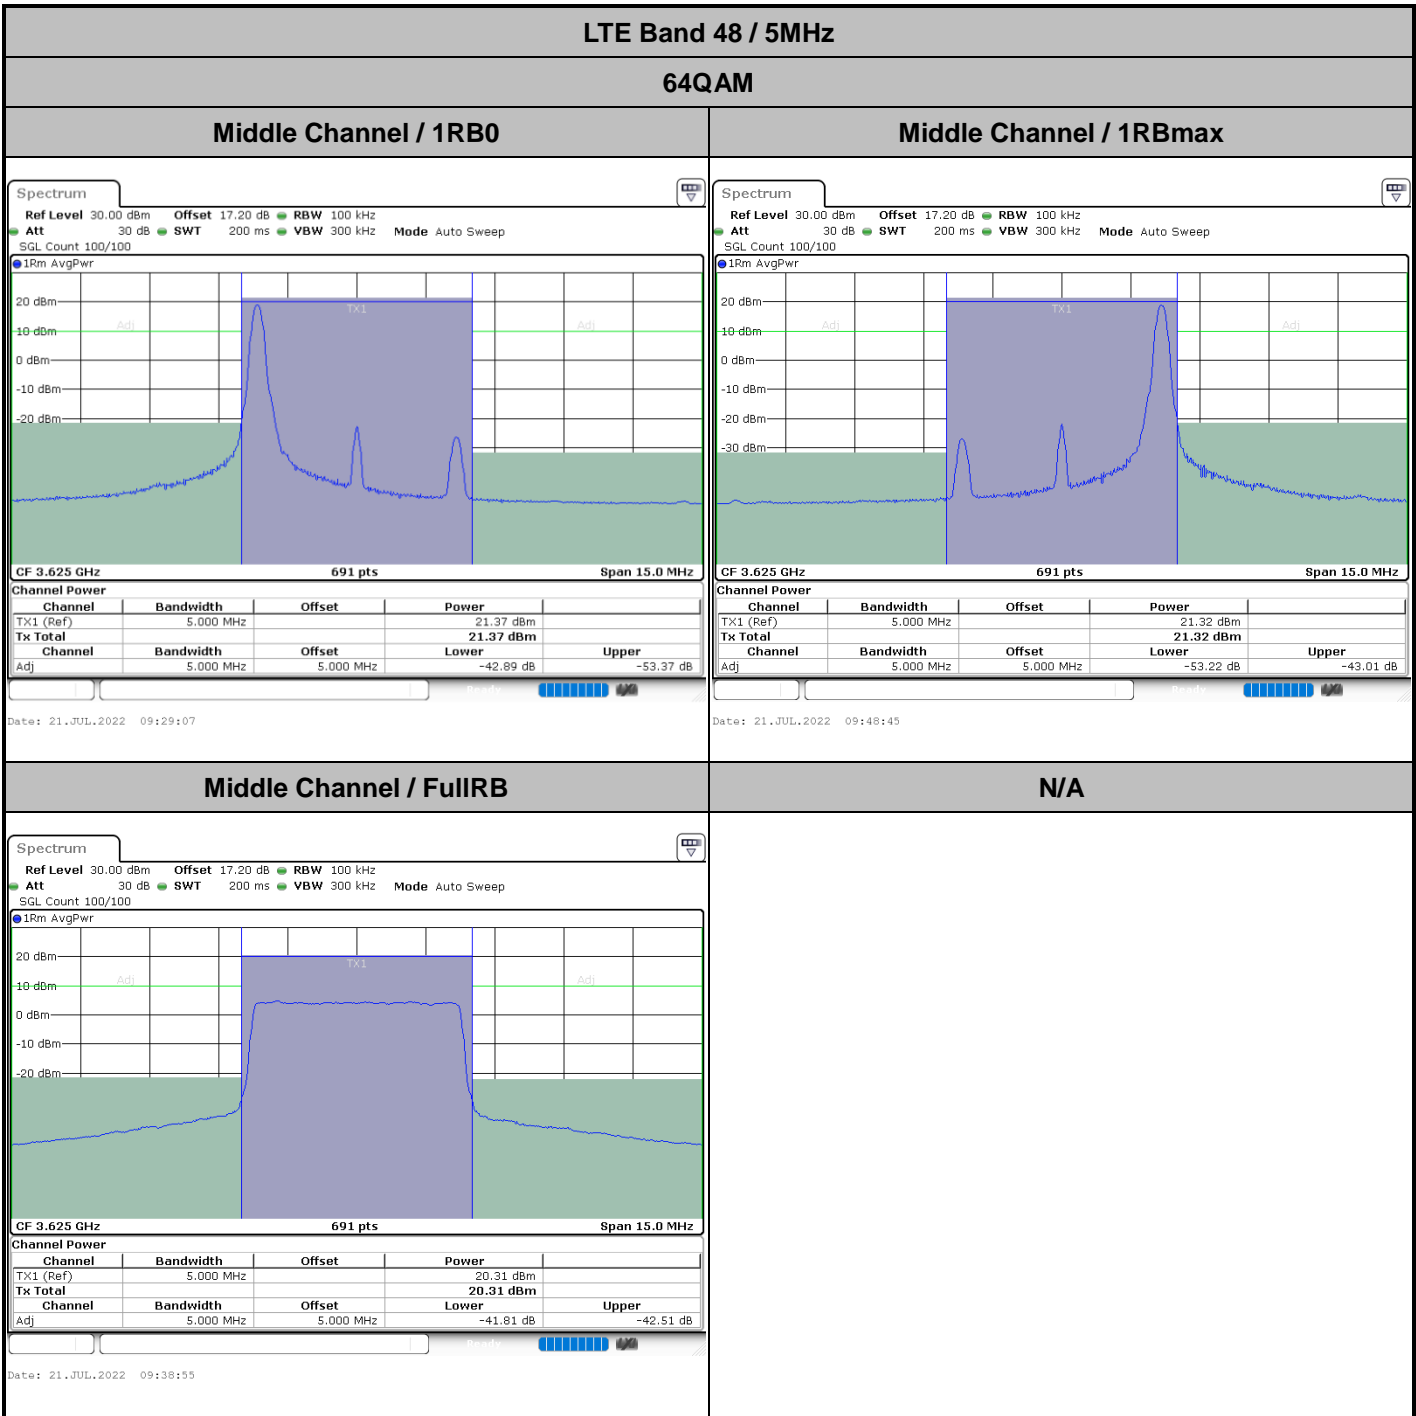 LTE Band 48 / 5MHz
64QAM
Middle Channel / 1RB0
Middle Channel / 1RBmax
Spectrum
Ref Level 30.00 dBm Offset 17.20 dB RBW 100 kHz
Att 30 dB SWT 200 ms VBW 300 kHz Mode Auto Sweep
SGL Count 100/100
1Rm AvgPwr
20 dBm
10 dBm
0 dBm
-10 dBm
-20 dBm
Adj
TX1
Adj
CF 3.625 GHz 691 pts Span 15.0 MHz
Channel Power
Channel Bandwidth Offset Power
TX1 (Ref) 5.000 MHz 21.37 dBm
Tx Total 21.37 dBm
Channel Bandwidth Offset Lower Upper
Adj 5.000 MHz 5.000 MHz -42.89 dB -53.37 dB
Ready
Date: 21.JUL.2022 09:29:07
Spectrum
Ref Level 30.00 dBm Offset 17.20 dB RBW 100 kHz
Att 30 dB SWT 200 ms VBW 300 kHz Mode Auto Sweep
SGL Count 100/100
1Rm AvgPwr
20 dBm
10 dBm
0 dBm
-10 dBm
-20 dBm
-30 dBm
Adj
TX1
Adj
CF 3.625 GHz 691 pts Span 15.0 MHz
Channel Power
Channel Bandwidth Offset Power
TX1 (Ref) 5.000 MHz 21.32 dBm
Tx Total 21.32 dBm
Channel Bandwidth Offset Lower Upper
Adj 5.000 MHz 5.000 MHz -53.22 dB -43.01 dB
Ready
Date: 21.JUL.2022 09:48:45
Middle Channel / FullRB
N/A
Spectrum
Ref Level 30.00 dBm Offset 17.20 dB RBW 100 kHz
Att 30 dB SWT 200 ms VBW 300 kHz Mode Auto Sweep
SGL Count 100/100
1Rm AvgPwr
20 dBm
10 dBm
0 dBm
-10 dBm
-20 dBm
Adj
TX1
Adj
CF 3.625 GHz 691 pts Span 15.0 MHz
Channel Power
Channel Bandwidth Offset Power
TX1 (Ref) 5.000 MHz 20.31 dBm
Tx Total 20.31 dBm
Channel Bandwidth Offset Lower Upper
Adj 5.000 MHz 5.000 MHz -41.81 dB -42.51 dB
Ready
Date: 21.JUL.2022 09:38:55